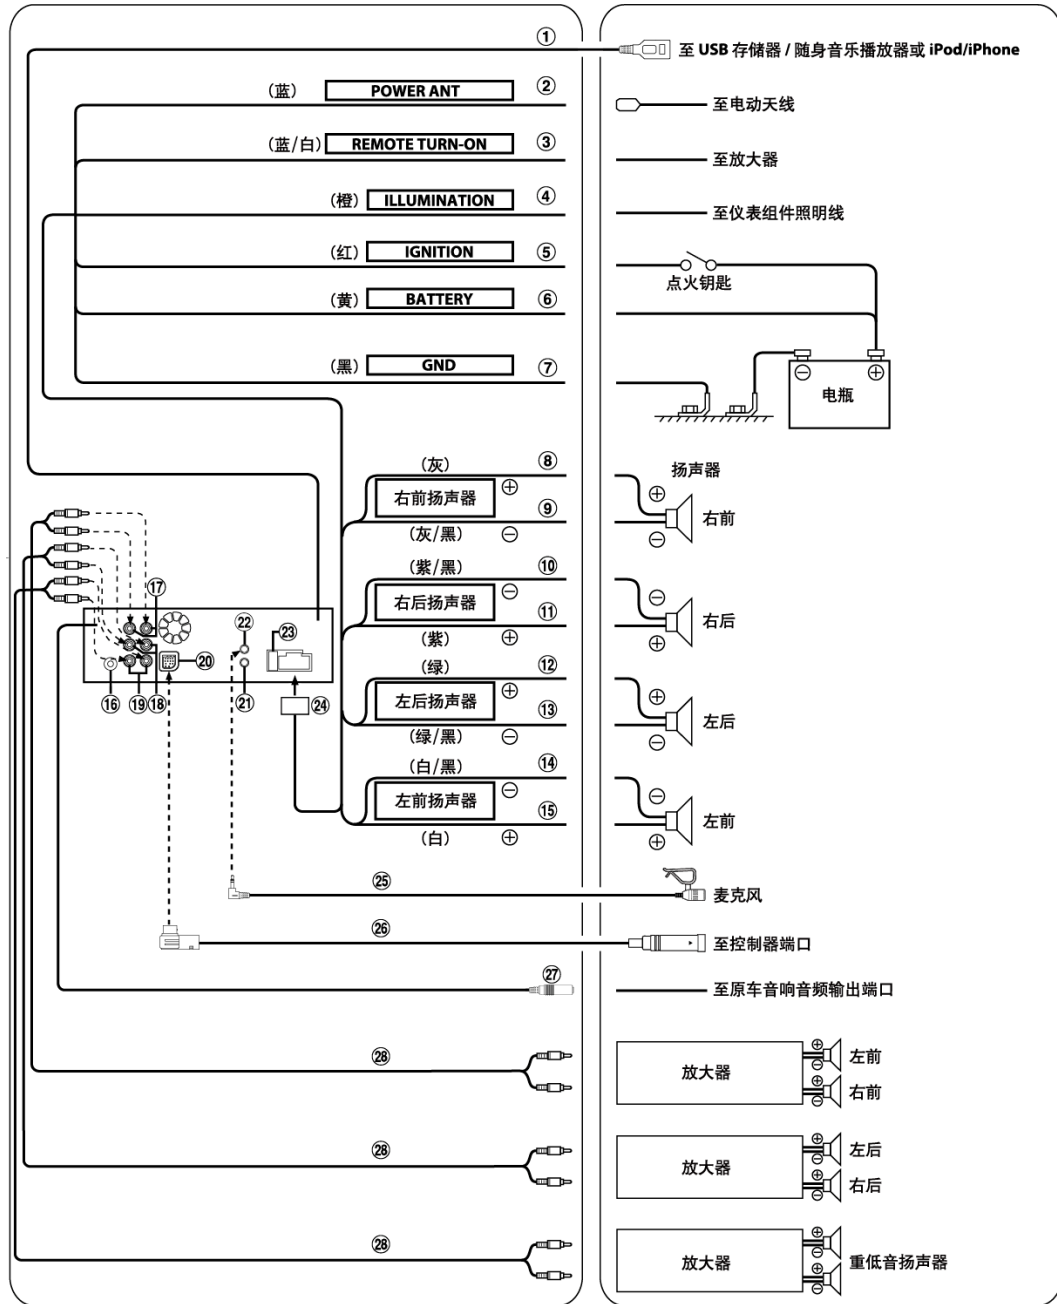 ① 至 USB 存储器 / 随身音乐播放器或 iPod/iPhone
(蓝) POWER ANT ② 至电动天线
(蓝/白) REMOTE TURN-ON ③ 至放大器
(橙) ILLUMINATION ④ 至仪表组件照明线
(红) IGNITION ⑤ 点火钥匙
(黄) BATTERY ⑥
(黑) GND ⑦
⊖ ⊕
电瓶
(灰) ⑧ 扬声器
右前扬声器 ⊕ ⊕
⑨ 右前
(灰/黑) ⊖ ⊖
(紫/黑) ⑩
右后扬声器 ⊖ ⊖
⑪ 右后
(紫) ⊕ ⊕
(绿) ⑫
左后扬声器 ⊕ ⊕
⑬ 左后
(绿/黑) ⊖ ⊖
(白/黑) ⑭
左前扬声器 ⊖ ⊖
⑮ 左前
(白) ⊕ ⊕
⑰ ㉒ ㉓
⑳
⑯ ⑲ ⑱ ㉑ ㉔
㉕ 麦克风
㉖ 至控制器端口
㉗ 至原车音响音频输出端口
㉘ 放大器
⊕ ⊖ 左前
⊕ ⊖ 右前
㉘ 放大器
⊕ ⊖ 左后
⊕ ⊖ 右后
㉘ 放大器
⊕ ⊖ ⊕ ⊖ 重低音扬声器